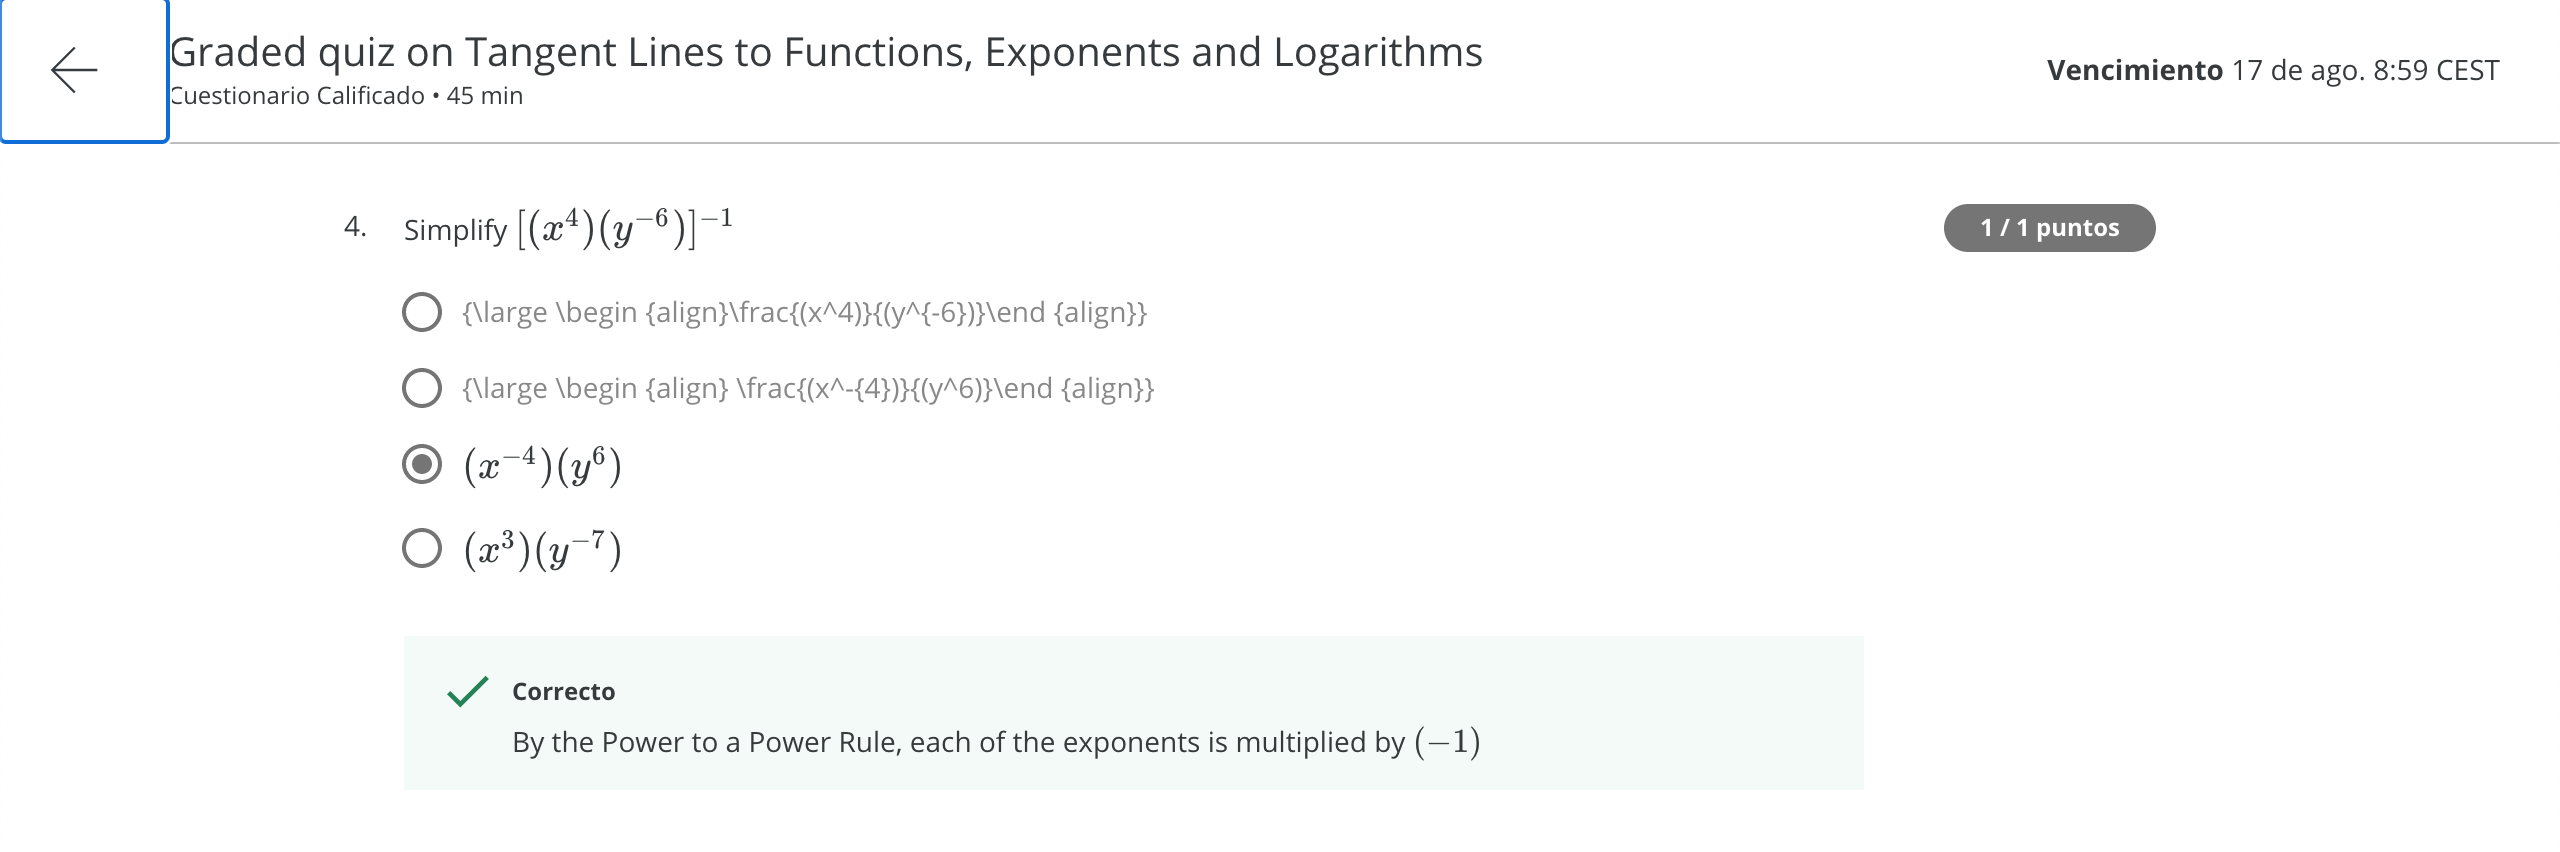 Graded quiz on Tangent Lines to Functions, Exponents and Logarithms
Cuestionario Calificado • 45 min
Vencimiento 17 de ago. 8:59 CEST
4. Simplify [(x^4)(y^{-6})]^{-1}
1 / 1 puntos
{\large \begin {align}\frac{(x^4)}{(y^{-6})}\end {align}}
{\large \begin {align} \frac{(x^-{4})}{(y^6)}\end {align}}
(x^{-4})(y^6)
(x^3)(y^{-7})
Correcto
By the Power to a Power Rule, each of the exponents is multiplied by (−1)